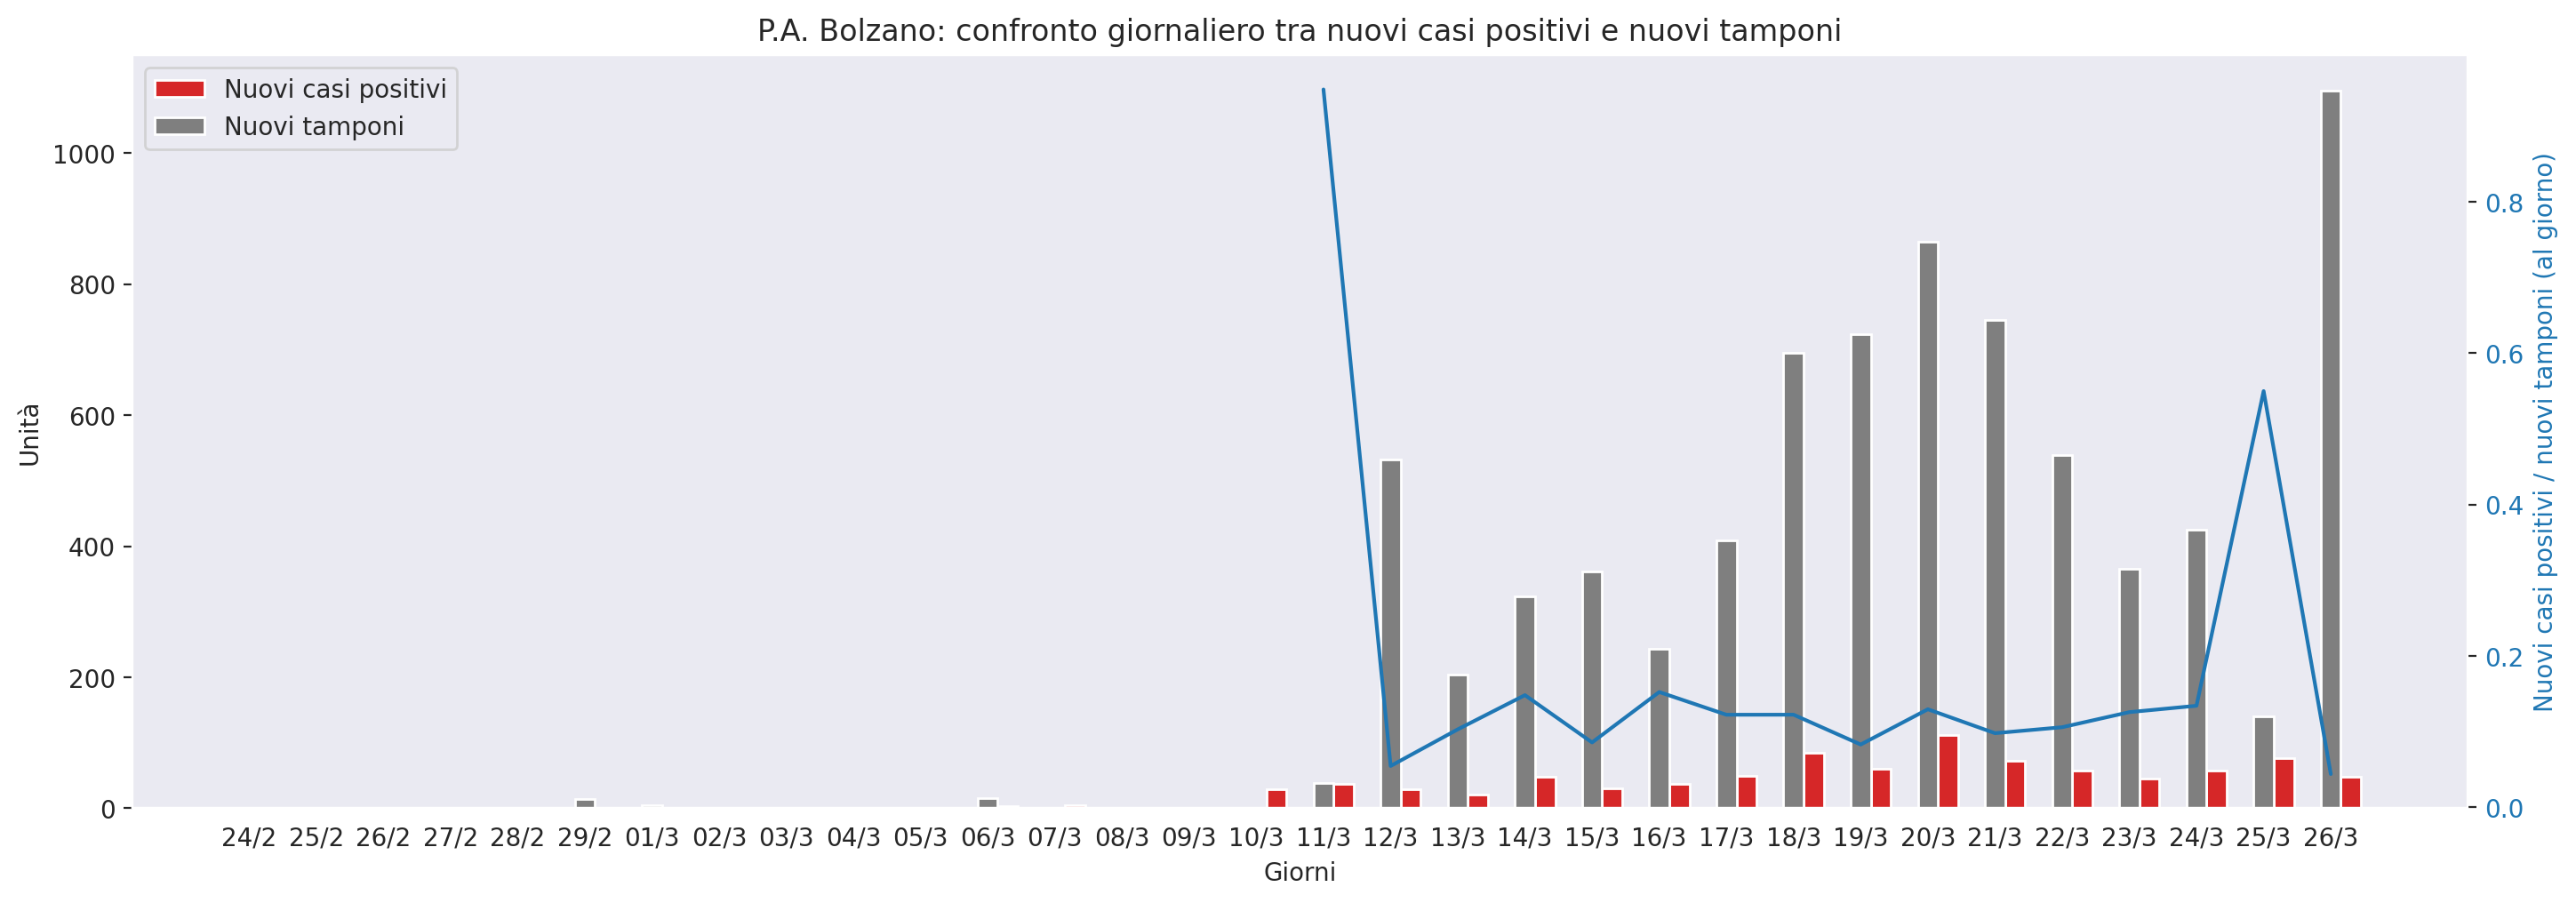 P.A. Bolzano: confronto giornaliero tra nuovi casi positivi e nuovi tamponi
Nuovi casi positivi
Nuovi tamponi
1000
800
600
400
200
0
Unità
0.8
0.6
0.4
0.2
0.0
Nuovi casi positivi / nuovi tamponi (al giorno)
24/2 25/2 26/2 27/2 28/2 29/2 01/3 02/3 03/3 04/3 05/3 06/3 07/3 08/3 09/3 10/3 11/3 12/3 13/3 14/3 15/3 16/3 17/3 18/3 19/3 20/3 21/3 22/3 23/3 24/3 25/3 26/3
Giorni